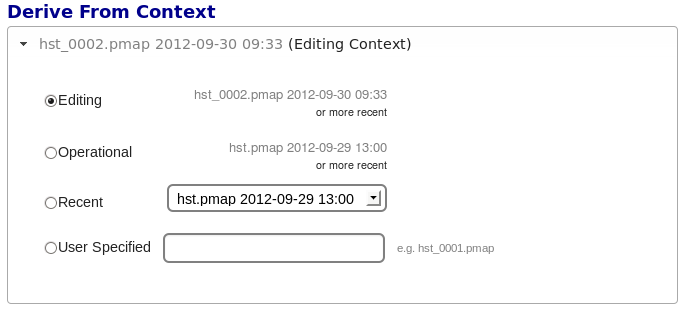 Derive From Context
hst_0002.pmap 2012-09-30 09:33 (Editing Context)
Editing hst_0002.pmap 2012-09-30 09:33
or more recent
Operational hst.pmap 2012-09-29 13:00
or more recent
Recent hst.pmap 2012-09-29 13:00
User Specified e.g. hst_0001.pmap